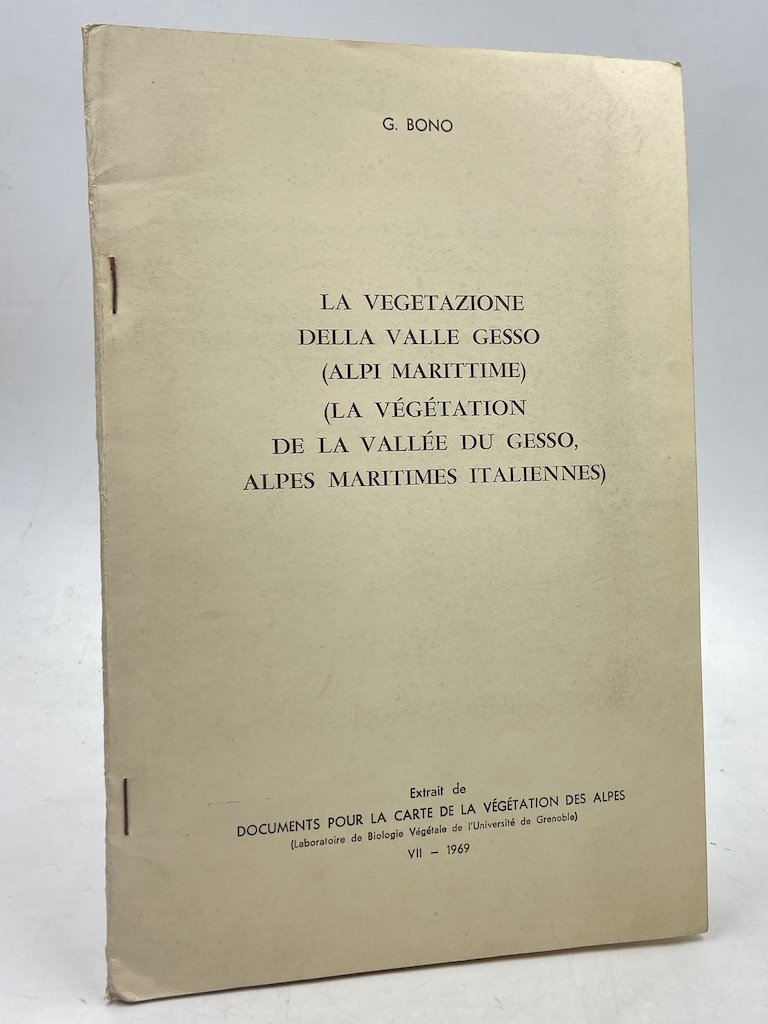 G. BONO
LA VEGETAZIONE
DELLA VALLE GESSO
(ALPI MARITTIME)
(LA VÉGÉTATION
DE LA VALLÉE DU GESSO,
ALPES MARITIMES ITALIENNES)
Extrait de
DOCUMENTS POUR LA CARTE DE LA VÉGÉTATION DES ALPES
(Laboratoire de Biologie Végétale de l'Université de Grenoble)
VII – 1969